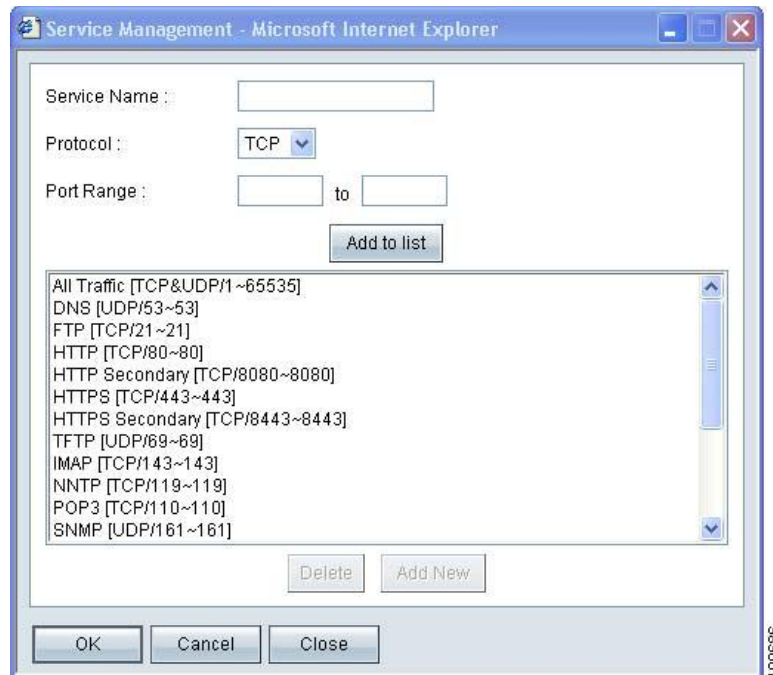 Service Management - Microsoft Internet Explorer
Service Name :
Protocol : TCP
Port Range : to
Add to list
All Traffic [TCP&UDP/1~65535]
DNS [UDP/53~53]
FTP [TCP/21~21]
HTTP [TCP/80~80]
HTTP Secondary [TCP/8080~8080]
HTTPS [TCP/443~443]
HTTPS Secondary [TCP/8443~8443]
TFTP [UDP/69~69]
IMAP [TCP/143~143]
NNTP [TCP/119~119]
POP3 [TCP/110~110]
SNMP [UDP/161~161]
Delete Add New
OK Cancel Close